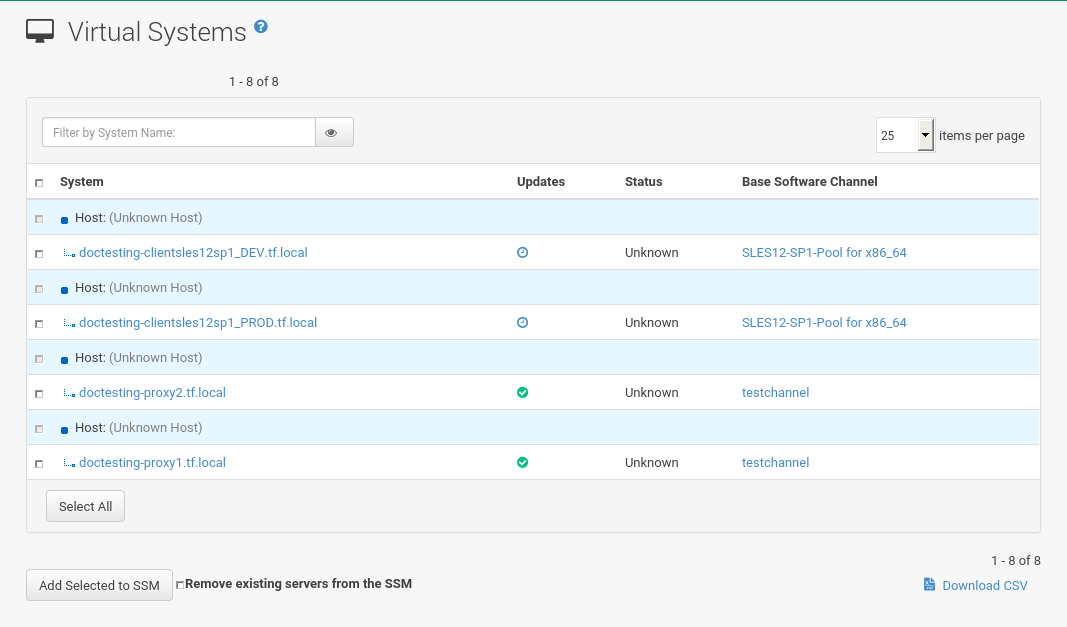 Virtual Systems ?
1 - 8 of 8
Filter by System Name:
25 items per page
System Updates Status Base Software Channel
Host: (Unknown Host)
doctesting-clientsles12sp1_DEV.tf.local Unknown SLES12-SP1-Pool for x86_64
Host: (Unknown Host)
doctesting-clientsles12sp1_PROD.tf.local Unknown SLES12-SP1-Pool for x86_64
Host: (Unknown Host)
doctesting-proxy2.tf.local Unknown testchannel
Host: (Unknown Host)
doctesting-proxy1.tf.local Unknown testchannel
Select All
1 - 8 of 8
Add Selected to SSM Remove existing servers from the SSM Download CSV